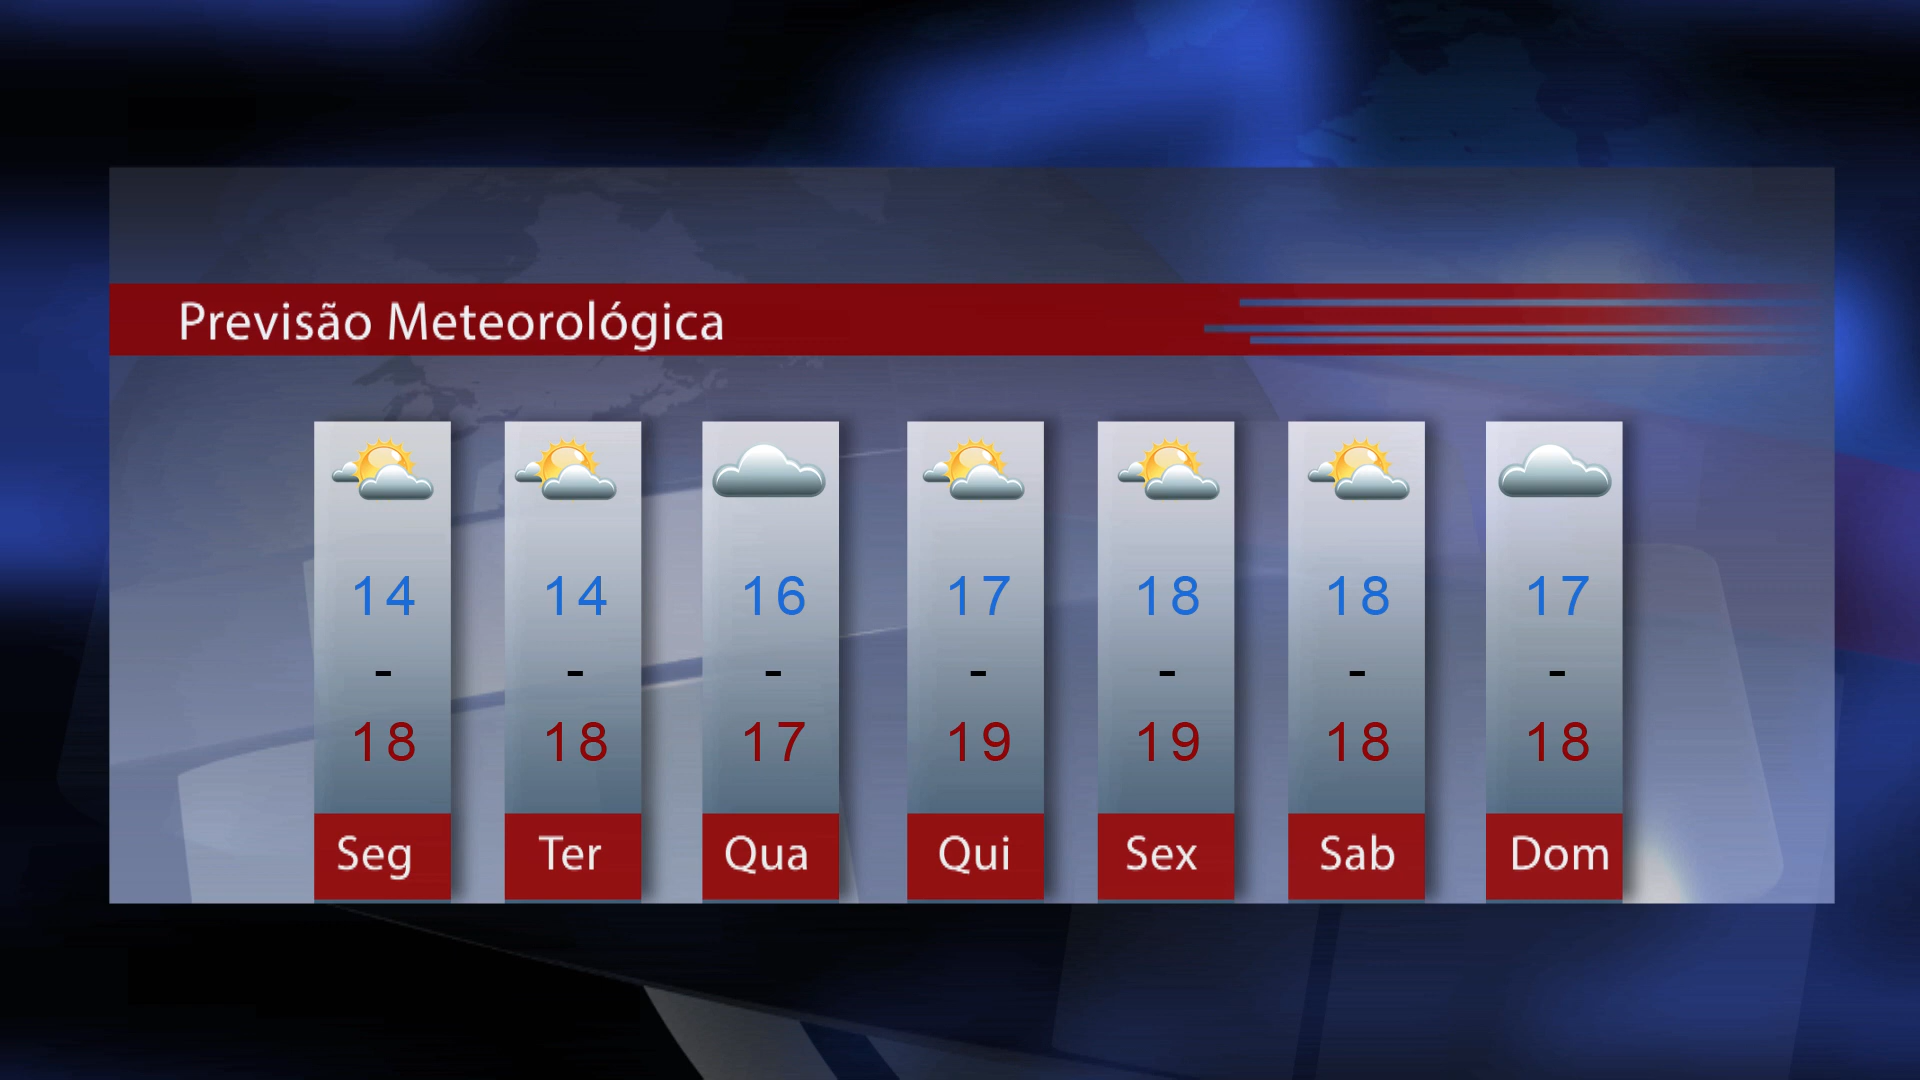 Previsão Meteorológica
14 14 16 17 18 18 17
- - - - - - -
18 18 17 19 19 18 18
Seg Ter Qua Qui Sex Sab Dom